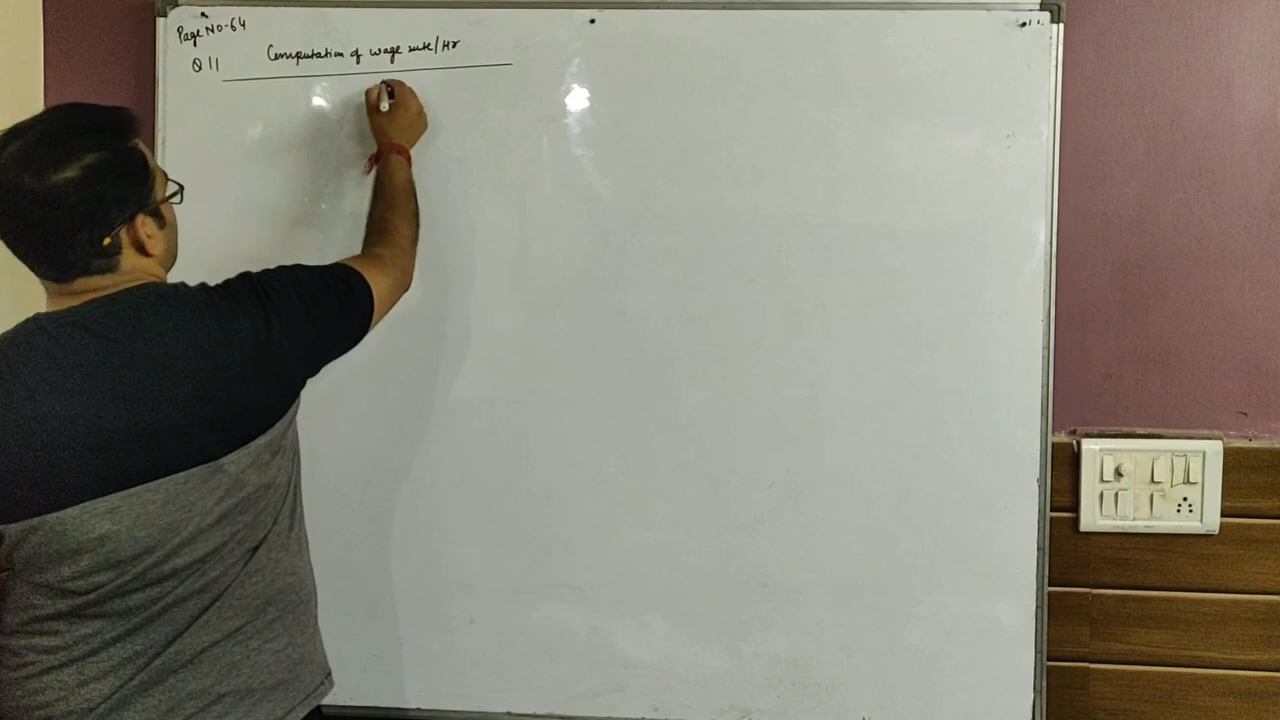 Page No-64
Q 11 Computation of wage rate/Hr